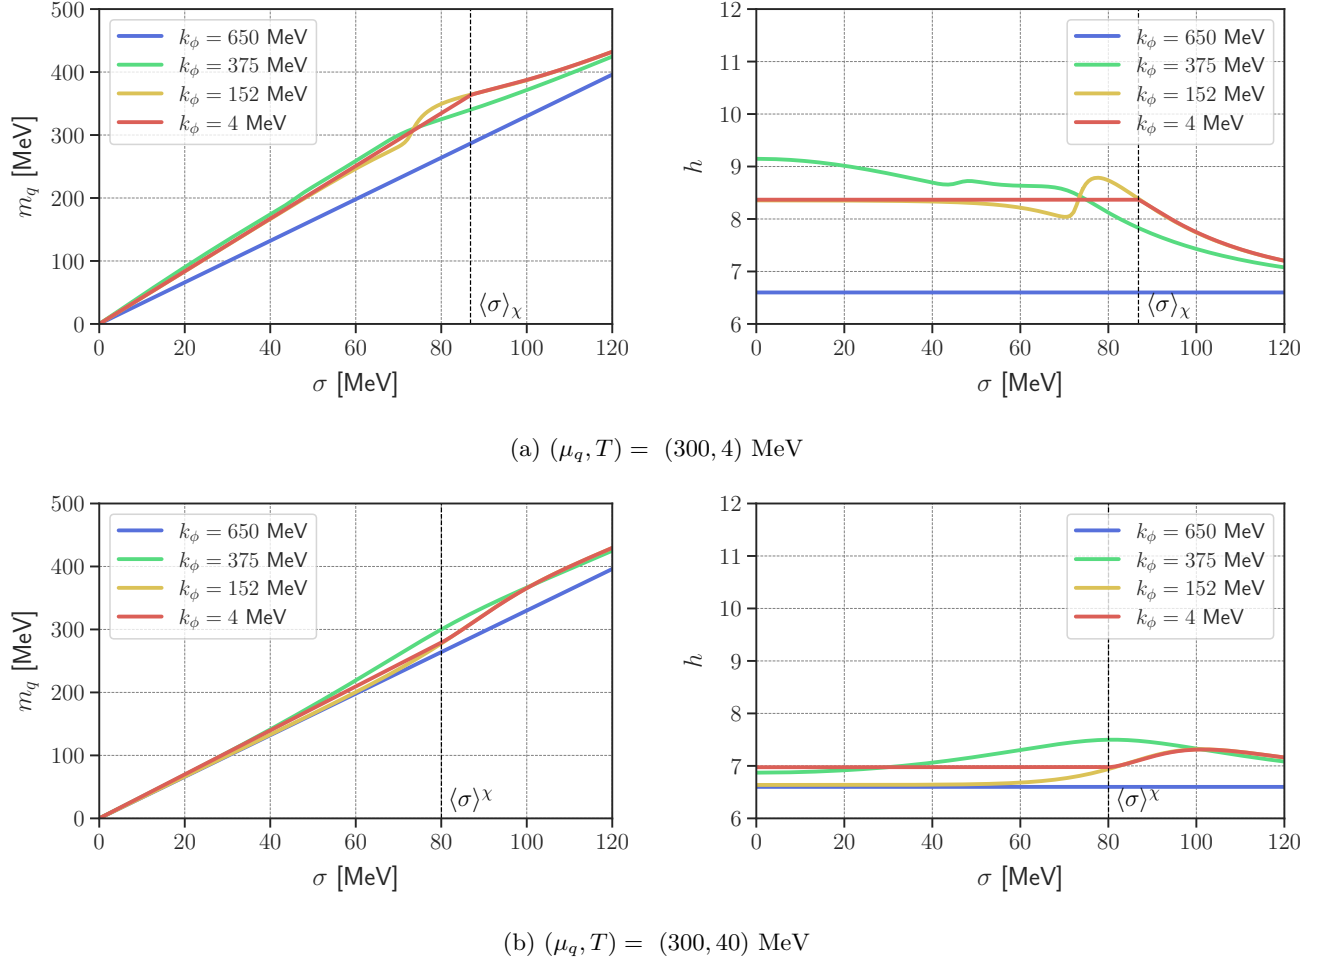 500
400
300
200
100
0
m_q [MeV]
k_ϕ = 650 MeV
k_ϕ = 375 MeV
k_ϕ = 152 MeV
k_ϕ = 4 MeV
⟨σ⟩_χ
0 20 40 60 80 100 120
σ [MeV]
12
11
10
9
8
7
6
h
k_ϕ = 650 MeV
k_ϕ = 375 MeV
k_ϕ = 152 MeV
k_ϕ = 4 MeV
⟨σ⟩_χ
0 20 40 60 80 100 120
σ [MeV]
(a) (μ_q, T) = (300, 4) MeV
500
400
300
200
100
0
m_q [MeV]
k_ϕ = 650 MeV
k_ϕ = 375 MeV
k_ϕ = 152 MeV
k_ϕ = 4 MeV
⟨σ⟩^χ
0 20 40 60 80 100 120
σ [MeV]
12
11
10
9
8
7
6
h
k_ϕ = 650 MeV
k_ϕ = 375 MeV
k_ϕ = 152 MeV
k_ϕ = 4 MeV
⟨σ⟩^χ
0 20 40 60 80 100 120
σ [MeV]
(b) (μ_q, T) = (300, 40) MeV